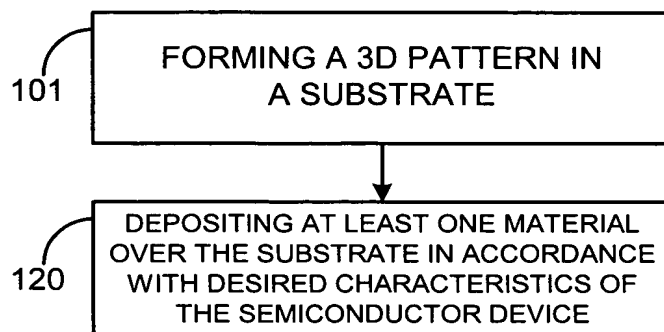 101
FORMING A 3D PATTERN IN
A SUBSTRATE
120
DEPOSITING AT LEAST ONE MATERIAL
OVER THE SUBSTRATE IN ACCORDANCE
WITH DESIRED CHARACTERISTICS OF
THE SEMICONDUCTOR DEVICE